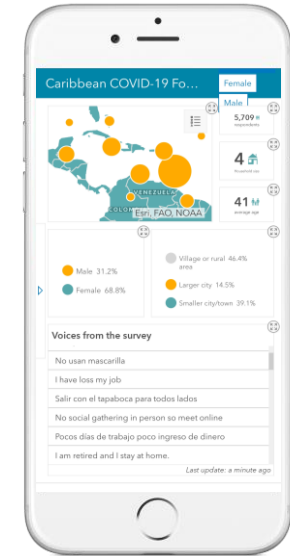 Caribbean COVID-19 Fo...
Female
Male
5,709
respondents
4
Household size
41
average age
VENEZUELA
COLOM
Esri, FAO, NOAA
Male 31.2%
Female 68.8%
Village or rural 46.4%
area
Larger city 14.5%
Smaller city/town 39.1%
Voices from the survey
No usan mascarilla
I have loss my job
Salir con el tapaboca para todos lados
No social gathering in person so meet online
Pocos días de trabajo poco ingreso de dinero
I am retired and I stay at home.
Last update: a minute ago